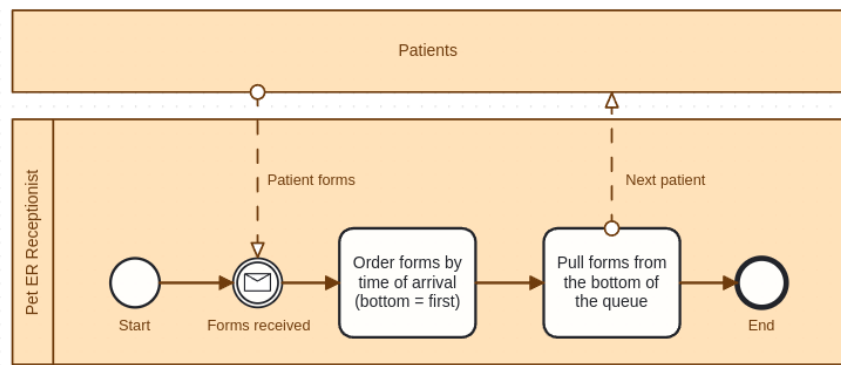 Patients
Patient forms
Next patient
Pet ER Receptionist
Order forms by
time of arrival
(bottom = first)
Pull forms from
the bottom of
the queue
Start
Forms received
End